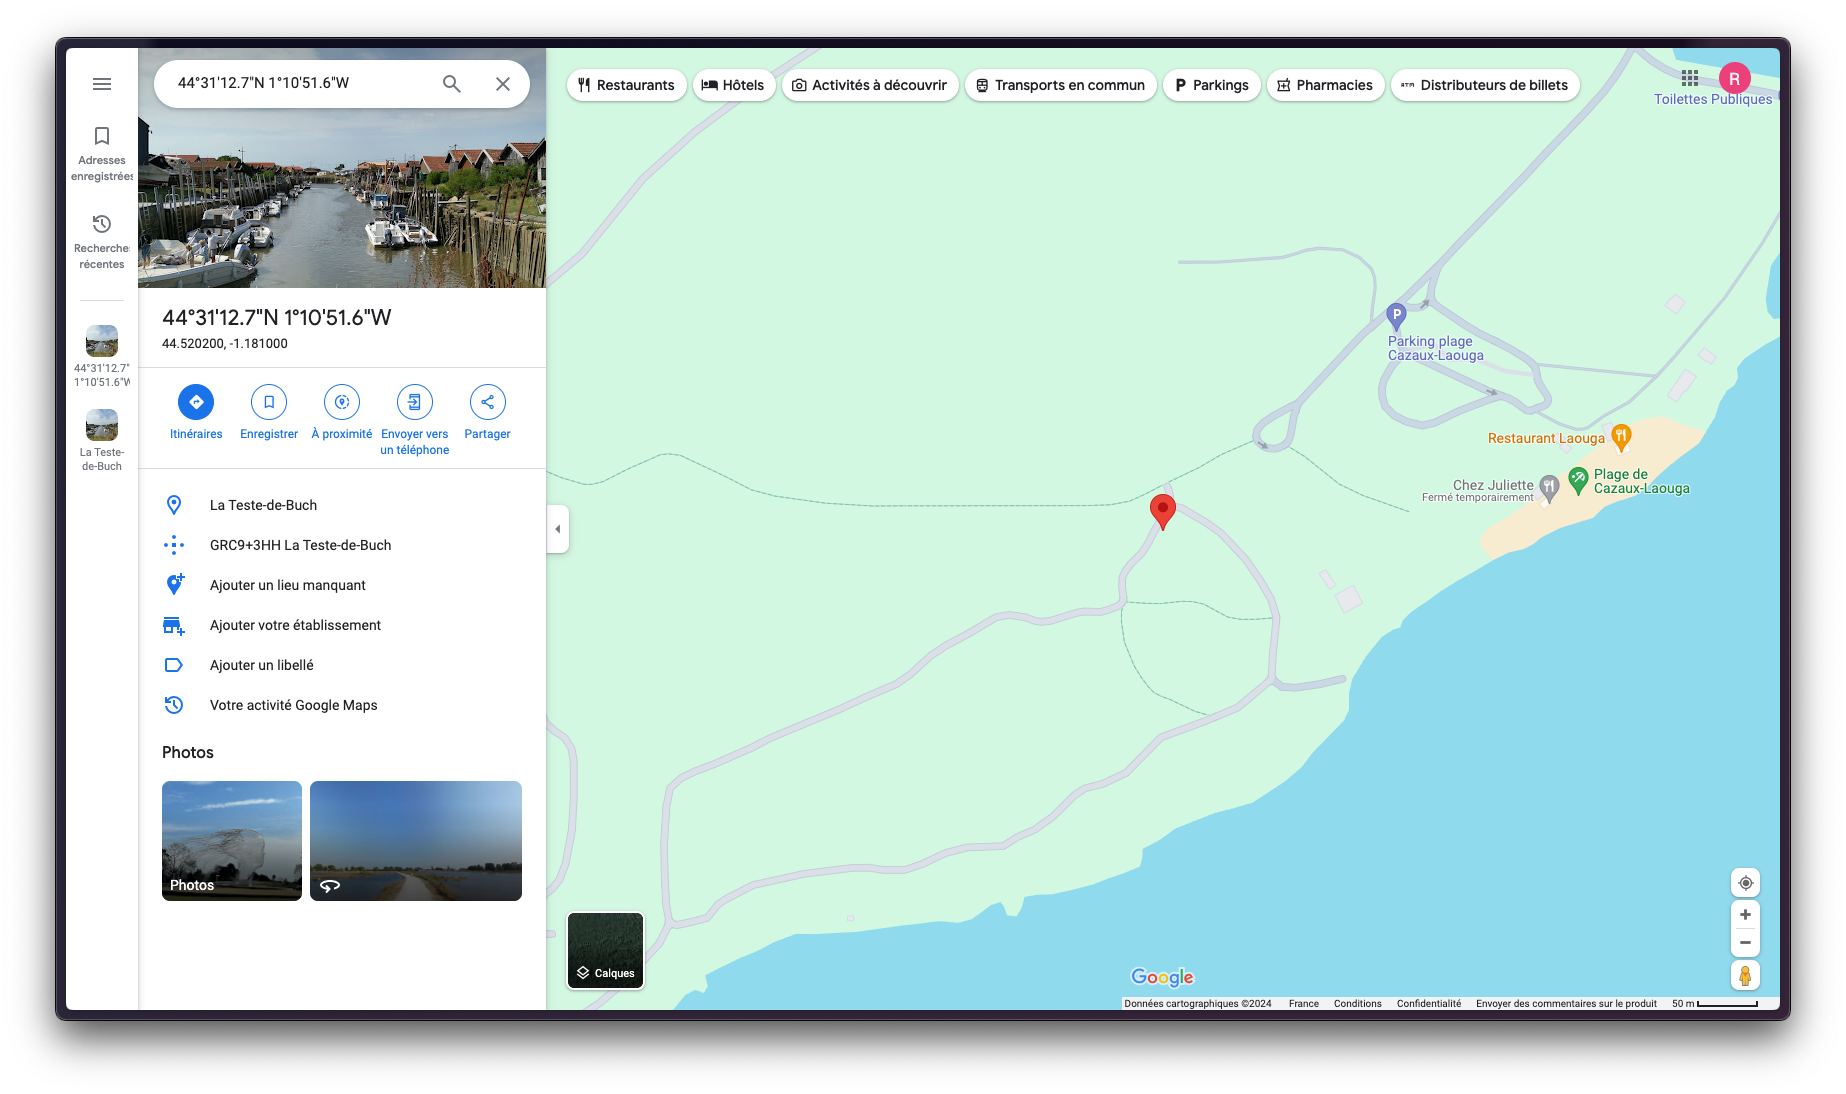 44°31'12.7"N 1°10'51.6"W
Restaurants
Hôtels
Activités à découvrir
Transports en commun
Parkings
Pharmacies
ATM Distributeurs de billets
R
Toilettes Publiques
Adresses
enregistrées
Recherche
récentes
44°31'12.7"
1°10'51.6"W
La Teste-
de-Buch
44°31'12.7"N 1°10'51.6"W
44.520200, -1.181000
Itinéraires
Enregistrer
À proximité
Envoyer vers
un téléphone
Partager
La Teste-de-Buch
GRC9+3HH La Teste-de-Buch
Ajouter un lieu manquant
Ajouter votre établissement
Ajouter un libellé
Votre activité Google Maps
Photos
Photos
P
Parking plage
Cazaux-Laouga
Restaurant Laouga
Chez Juliette
Fermé temporairement
Plage de
Cazaux-Laouga
Calques
Google
Données cartographiques ©2024 France Conditions Confidentialité Envoyer des commentaires sur le produit 50 m